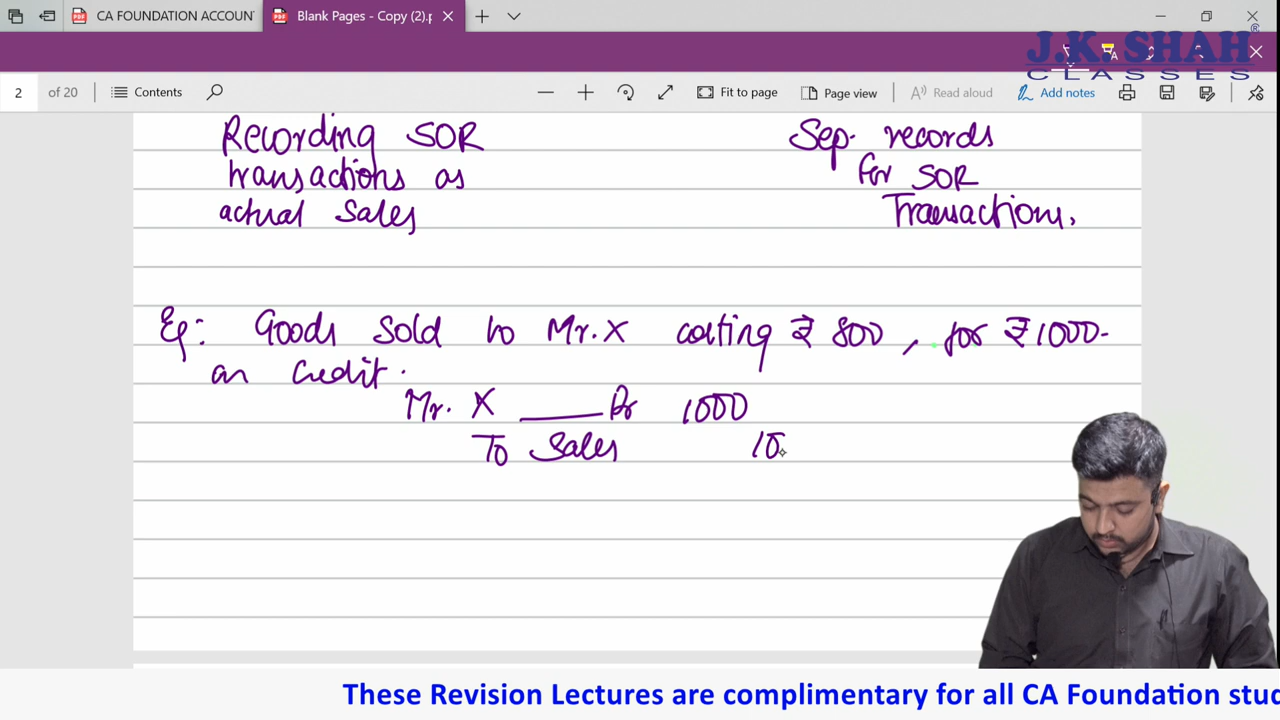 CA FOUNDATION ACCOUN
Blank Pages - Copy (2).p
J.K. SHAH®
CLASSES
2 of 20 Contents Fit to page Page view Read aloud Add notes
Recording SOR
transactions as
actual Sales
Sep. records
for SOR
Transactions.
Eg: Goods Sold to Mr. X costing ₹ 800, for ₹ 1000-
on Credit.
Mr. X ____ Dr 1000
To Sales 10
These Revision Lectures are complimentary for all CA Foundation stud